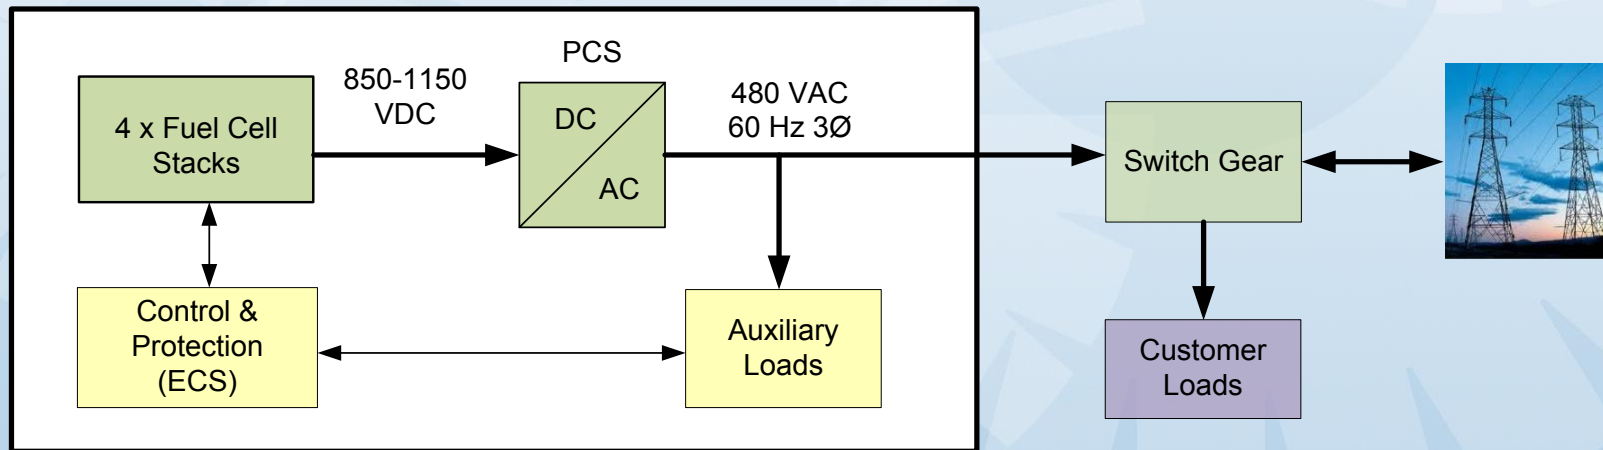 4 x Fuel Cell
Stacks
850-1150
VDC
PCS
DC
AC
480 VAC
60 Hz 3Ø
Switch Gear
Control &
Protection
(ECS)
Auxiliary
Loads
Customer
Loads